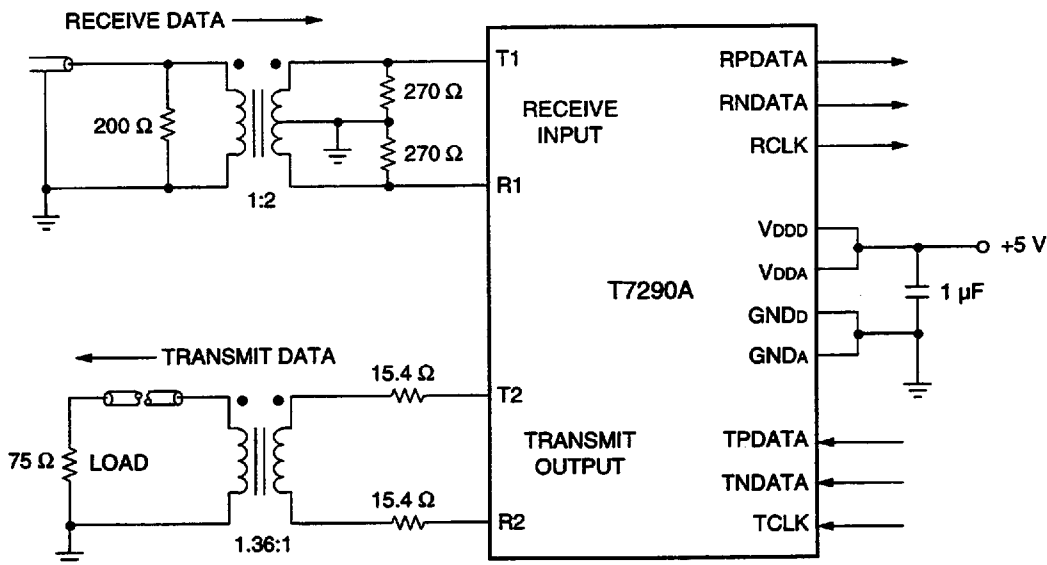 RECEIVE DATA
T1
RPDATA
270 Ω
RECEIVE
INPUT
RNDATA
200 Ω
270 Ω
RCLK
R1
1:2
VDDD
+5 V
VDDA
T7290A
1 µF
GNDD
GNDA
TRANSMIT DATA
15.4 Ω
T2
75 Ω
LOAD
TRANSMIT
OUTPUT
TPDATA
TNDATA
15.4 Ω
R2
TCLK
1.36:1